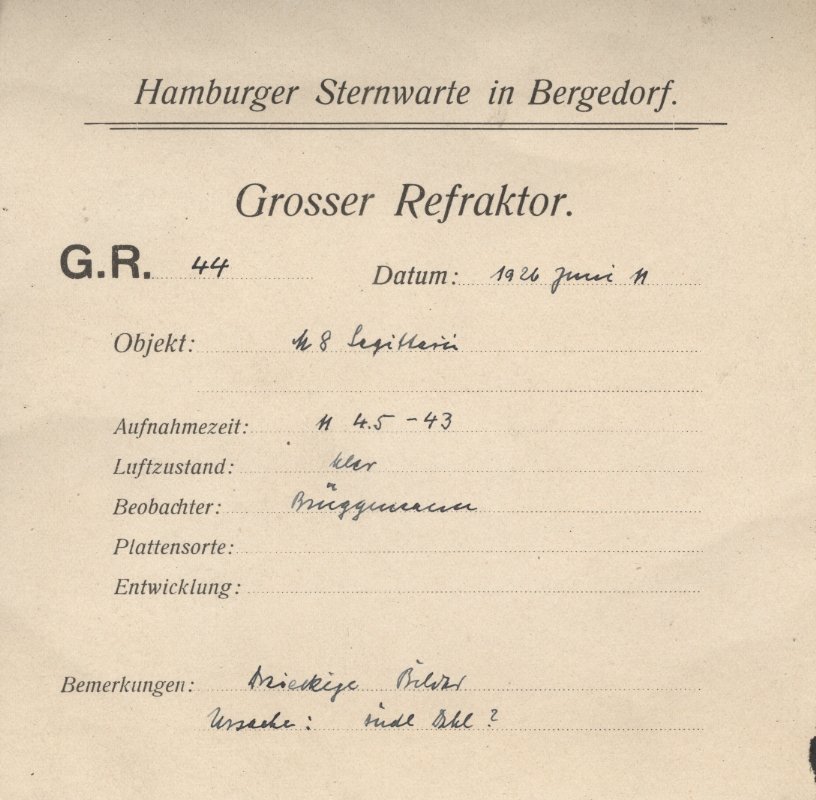 Hamburger Sternwarte in Bergedorf.
Grosser Refraktor.
G.R. 44 Datum: 1926 Juni 11
Objekt: M 8 Sagittarii
Aufnahmezeit: 11 4.5 - 43
Luftzustand: klar
Beobachter: Brüggemann
Plattensorte:
Entwicklung:
Bemerkungen: Dreieckige Bilder
Ursache: ?